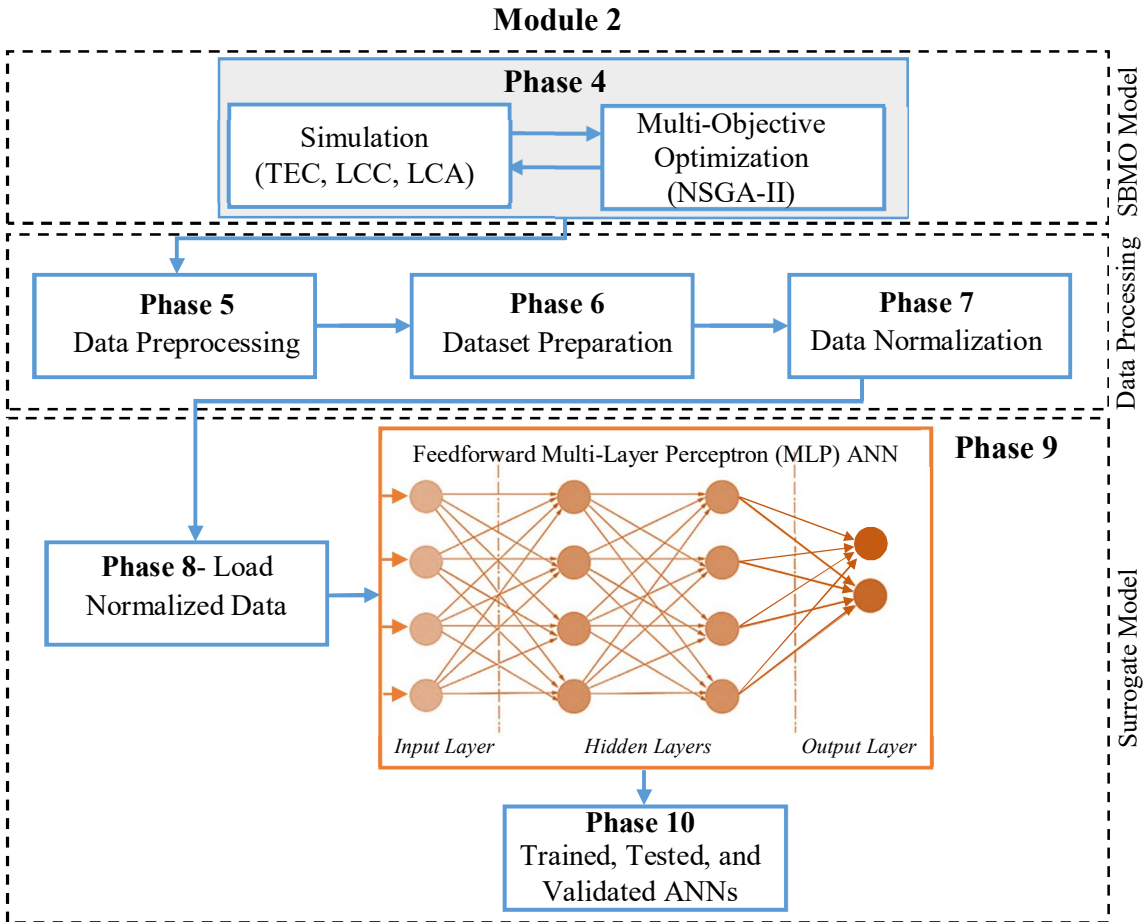 Module 2
Phase 4
Simulation
(TEC, LCC, LCA)
Multi-Objective
Optimization
(NSGA-II)
SBMO Model
Phase 5
Data Preprocessing
Phase 6
Dataset Preparation
Phase 7
Data Normalization
Data Processing
Phase 9
Feedforward Multi-Layer Perceptron (MLP) ANN
Phase 8- Load
Normalized Data
Input Layer
Hidden Layers
Output Layer
Surrogate Model
Phase 10
Trained, Tested, and
Validated ANNs